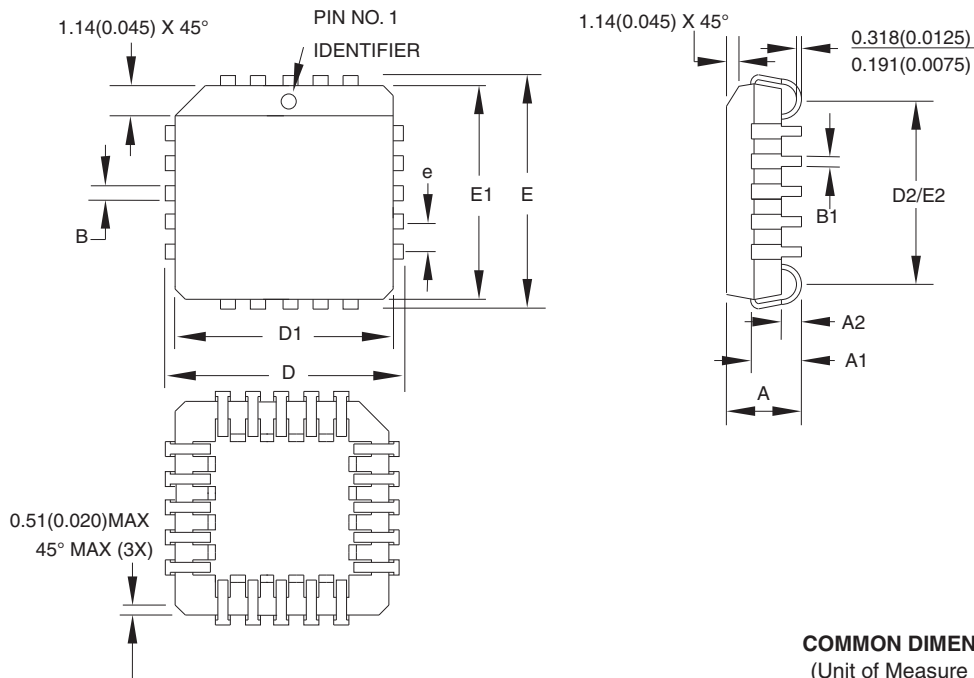 1.14(0.045) X 45°
PIN NO. 1
IDENTIFIER
1.14(0.045) X 45°
0.318(0.0125)
0.191(0.0075)
e
E1
E
B
D2/E2
B1
D1
D
A2
A1
A
0.51(0.020)MAX
45° MAX (3X)
COMMON DIMEN
(Unit of Measure